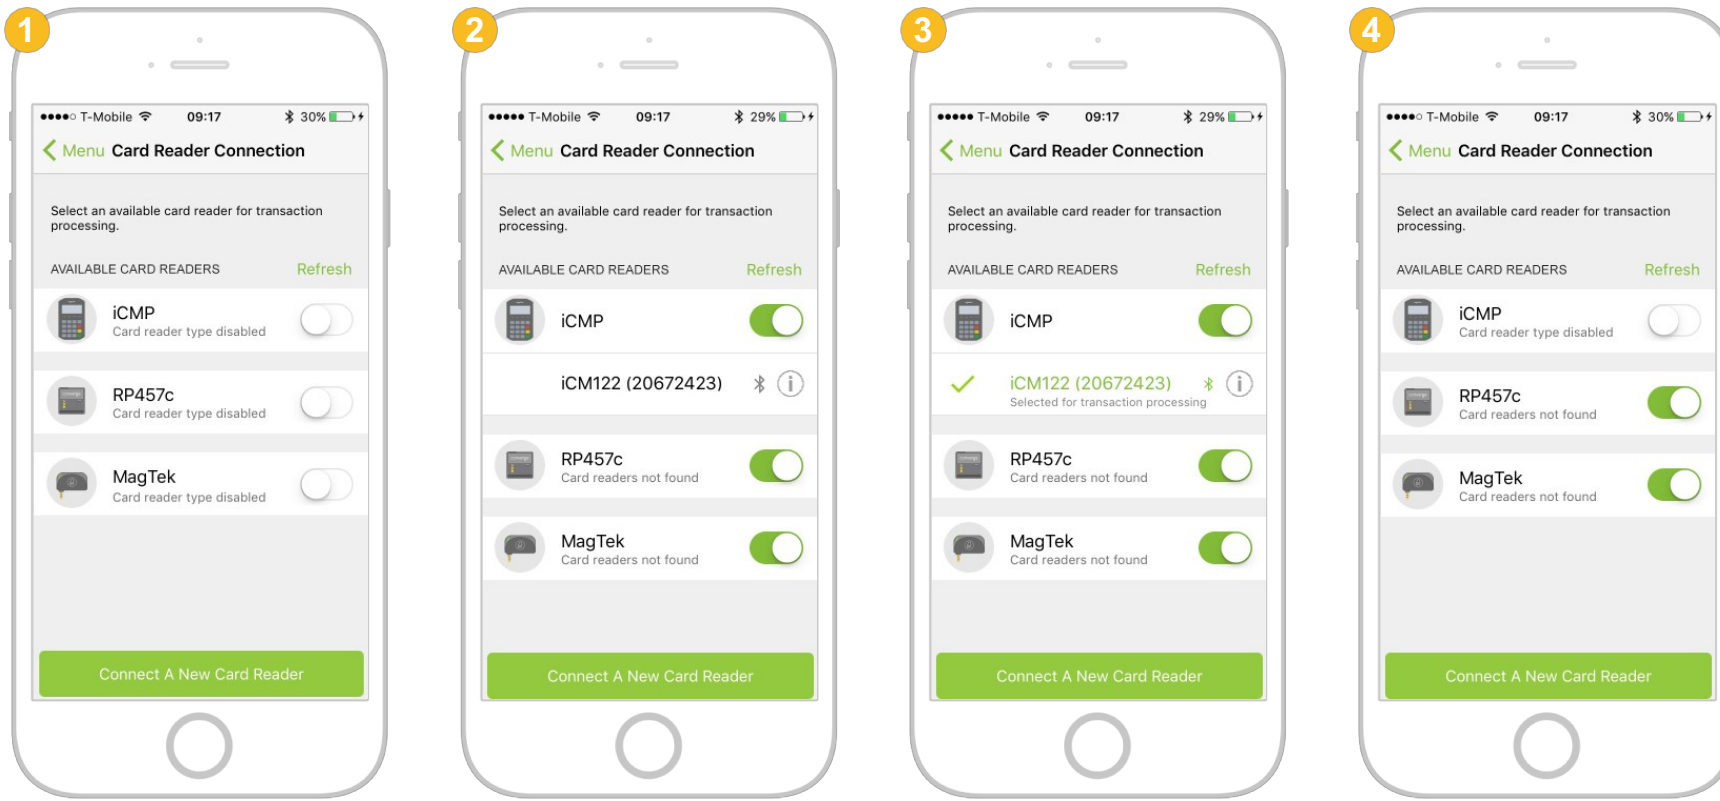 1
T-Mobile 09:17 30%
Menu Card Reader Connection
Select an available card reader for transaction
processing.
AVAILABLE CARD READERS Refresh
iCMP
Card reader type disabled
RP457c
Card reader type disabled
MagTek
Card reader type disabled
Connect A New Card Reader
2
T-Mobile 09:17 29%
Menu Card Reader Connection
Select an available card reader for transaction
processing.
AVAILABLE CARD READERS Refresh
iCMP
iCM122 (20672423)
RP457c
Card readers not found
MagTek
Card readers not found
Connect A New Card Reader
3
T-Mobile 09:17 29%
Menu Card Reader Connection
Select an available card reader for transaction
processing.
AVAILABLE CARD READERS Refresh
iCMP
iCM122 (20672423)
Selected for transaction processing
RP457c
Card readers not found
MagTek
Card readers not found
Connect A New Card Reader
4
T-Mobile 09:17 30%
Menu Card Reader Connection
Select an available card reader for transaction
processing.
AVAILABLE CARD READERS Refresh
iCMP
Card reader type disabled
RP457c
Card readers not found
MagTek
Card readers not found
Connect A New Card Reader